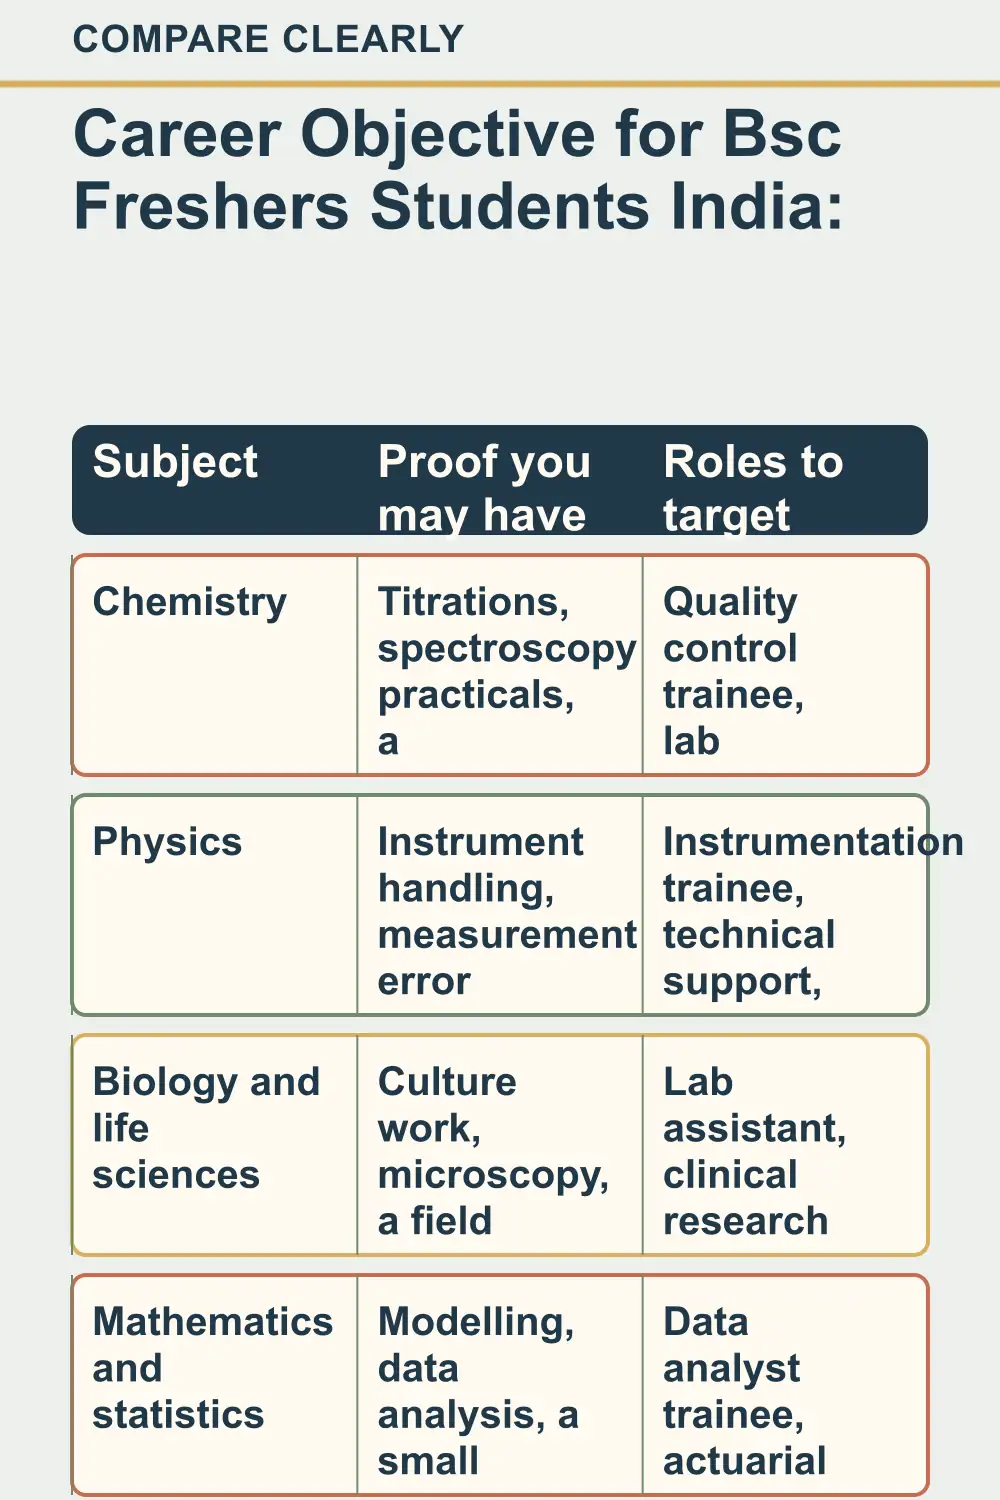 COMPARE CLEARLY
Career Objective for Bsc
Freshers Students India:
Subject
Proof you
may have
Roles to
target
Chemistry
Titrations,
spectroscopy
practicals,
a
Quality
control
trainee,
lab
Physics
Instrument
handling,
measurement
error
Instrumentation
trainee,
technical
support,
Biology and
life
sciences
Culture
work,
microscopy,
a field
Lab
assistant,
clinical
research
Mathematics
and
statistics
Modelling,
data
analysis, a
small
Data
analyst
trainee,
actuarial